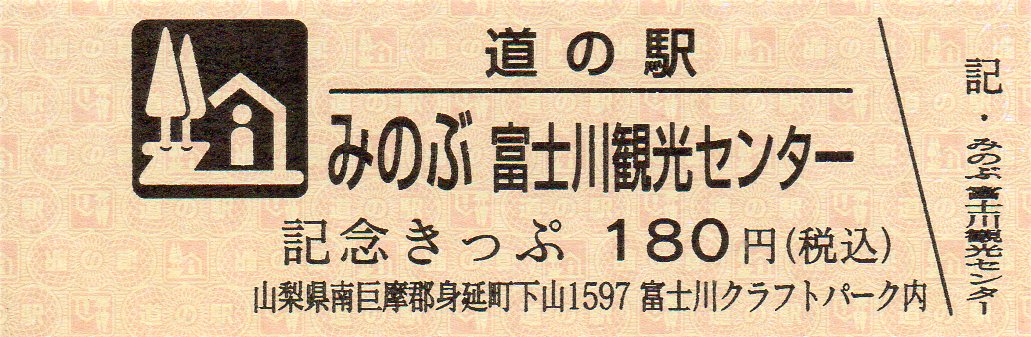 道の駅
みのぶ 富士川観光センター
記念きっぷ 180円(税込)
山梨県南巨摩郡身延町下山1597 富士川クラフトパーク内
記・みのぶ富士川観光センター